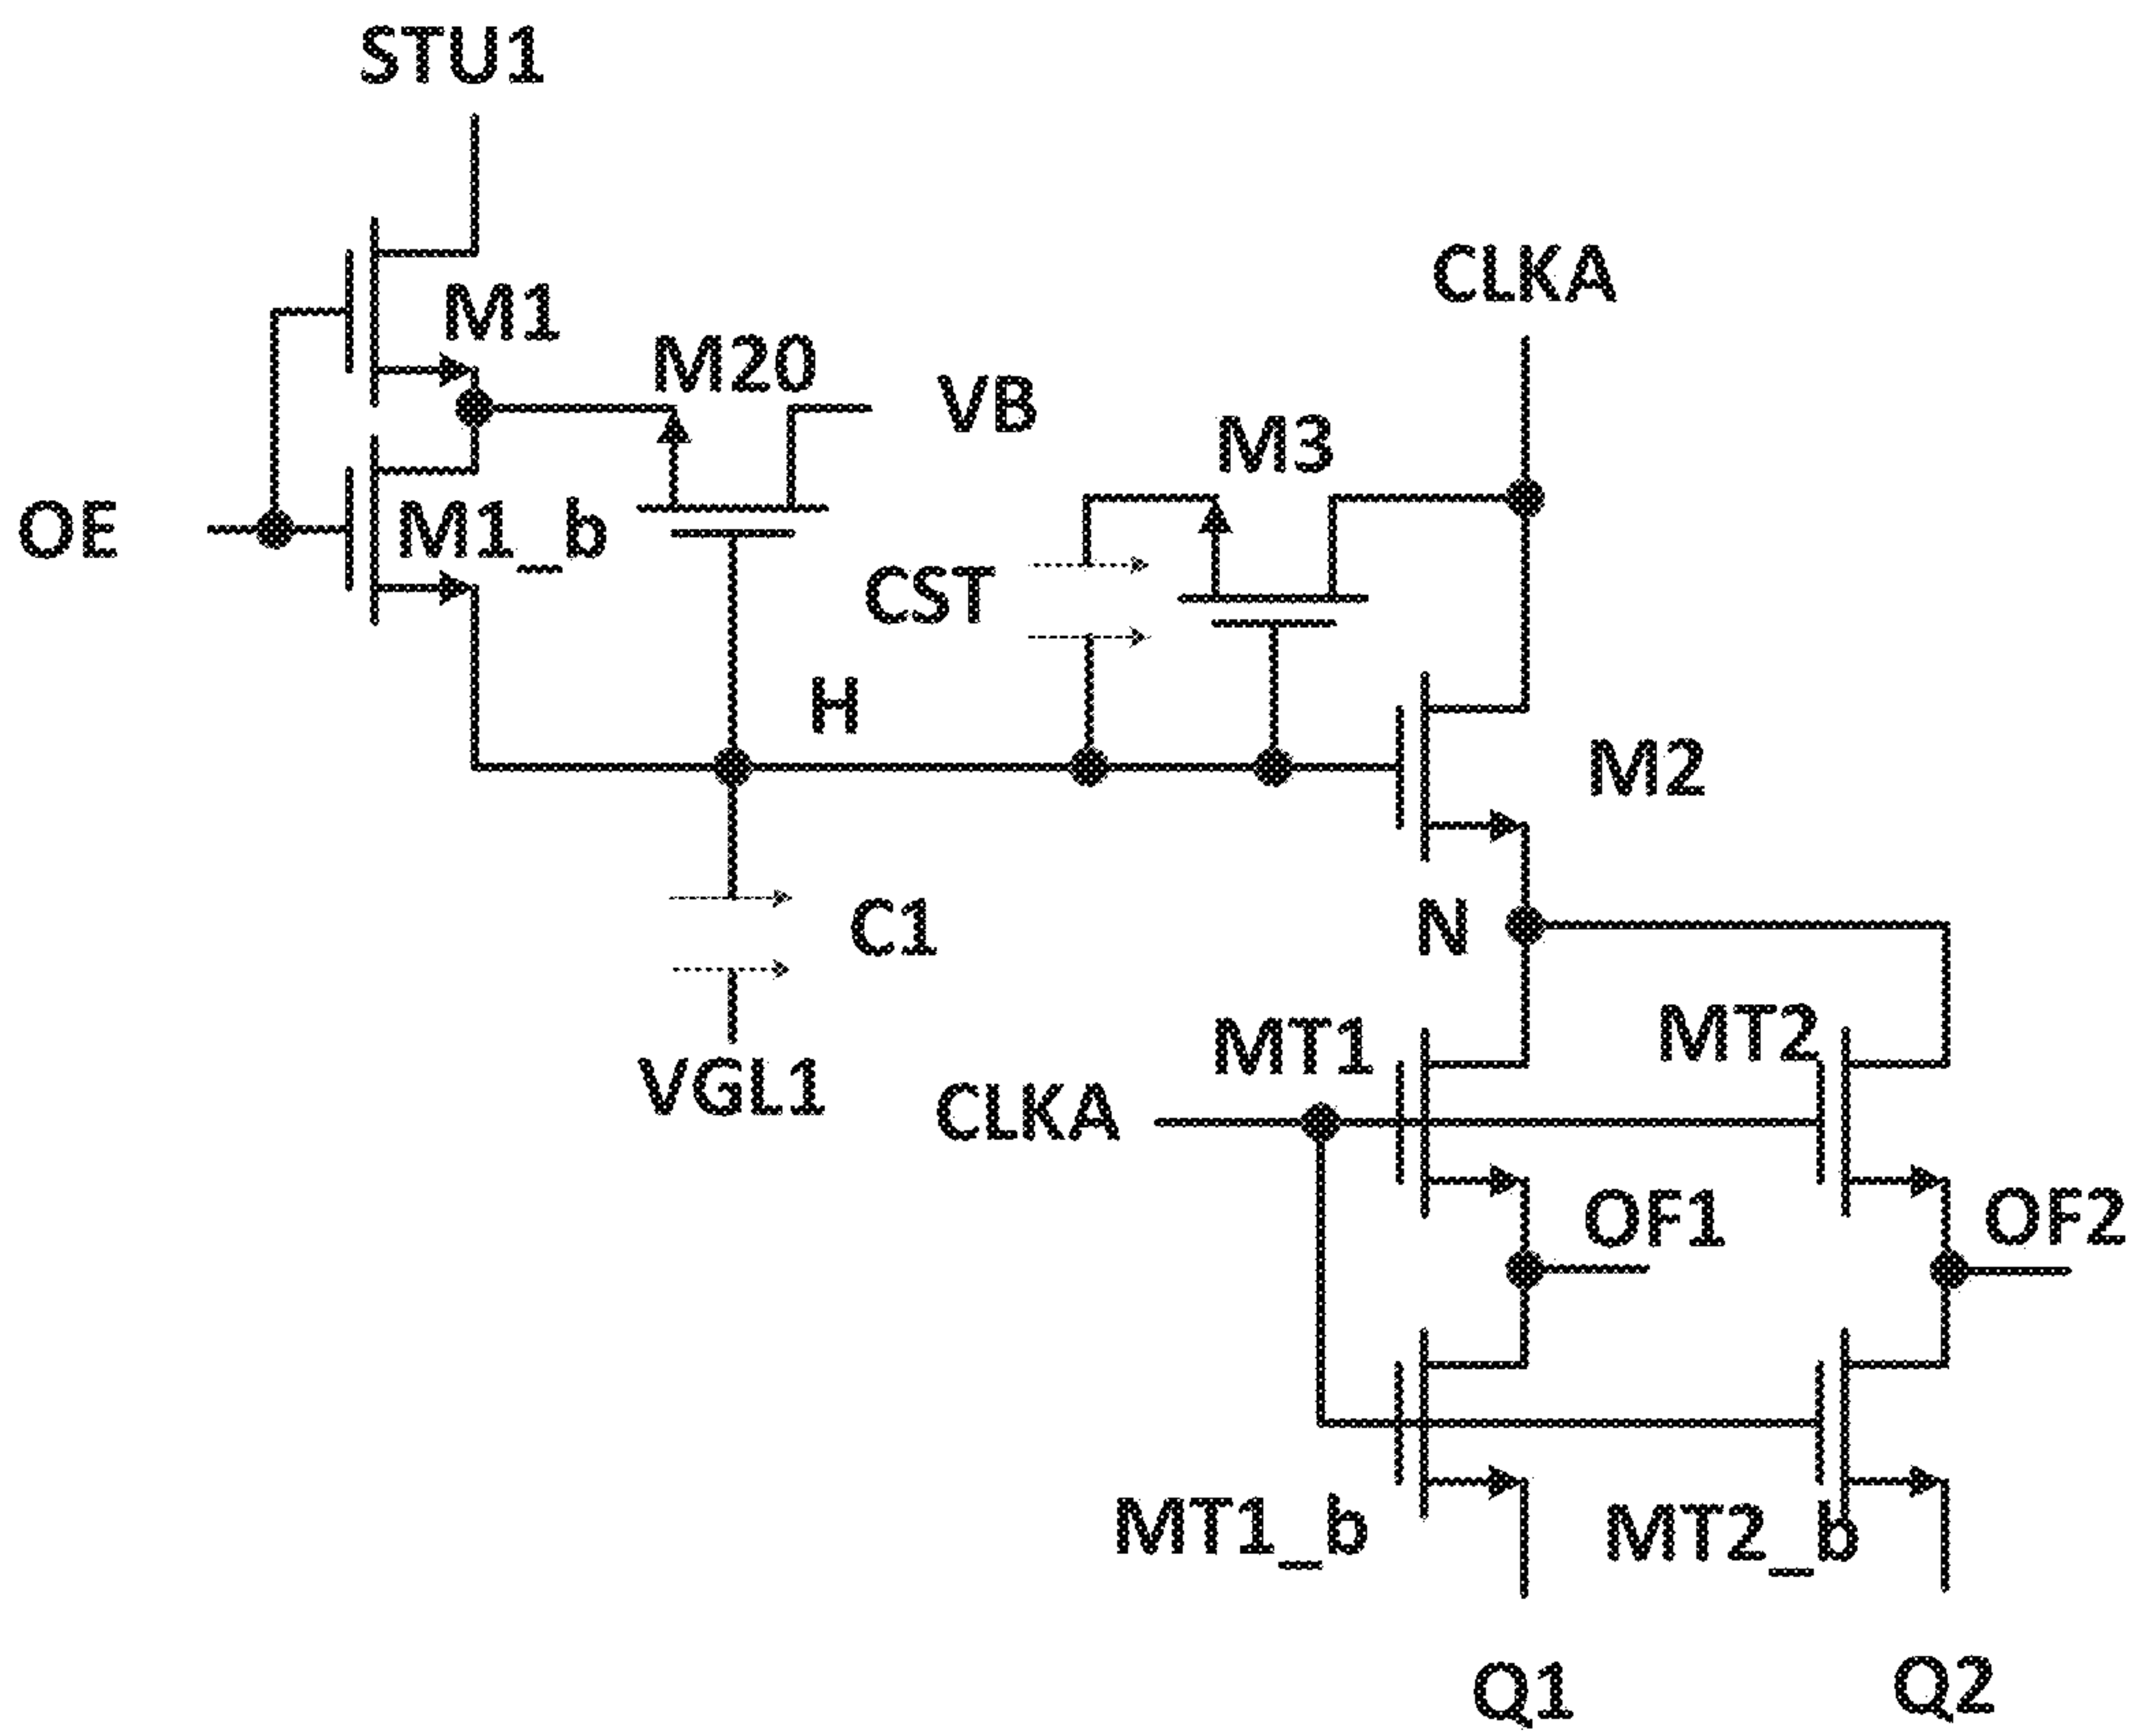 STU1
CLKA
M1
M20
VB
M3
OE
M1_b
CST
H
M2
C1
N
VGL1
MT1
MT2
CLKA
OF1
OF2
MT1_b
MT2_b
Q1
Q2